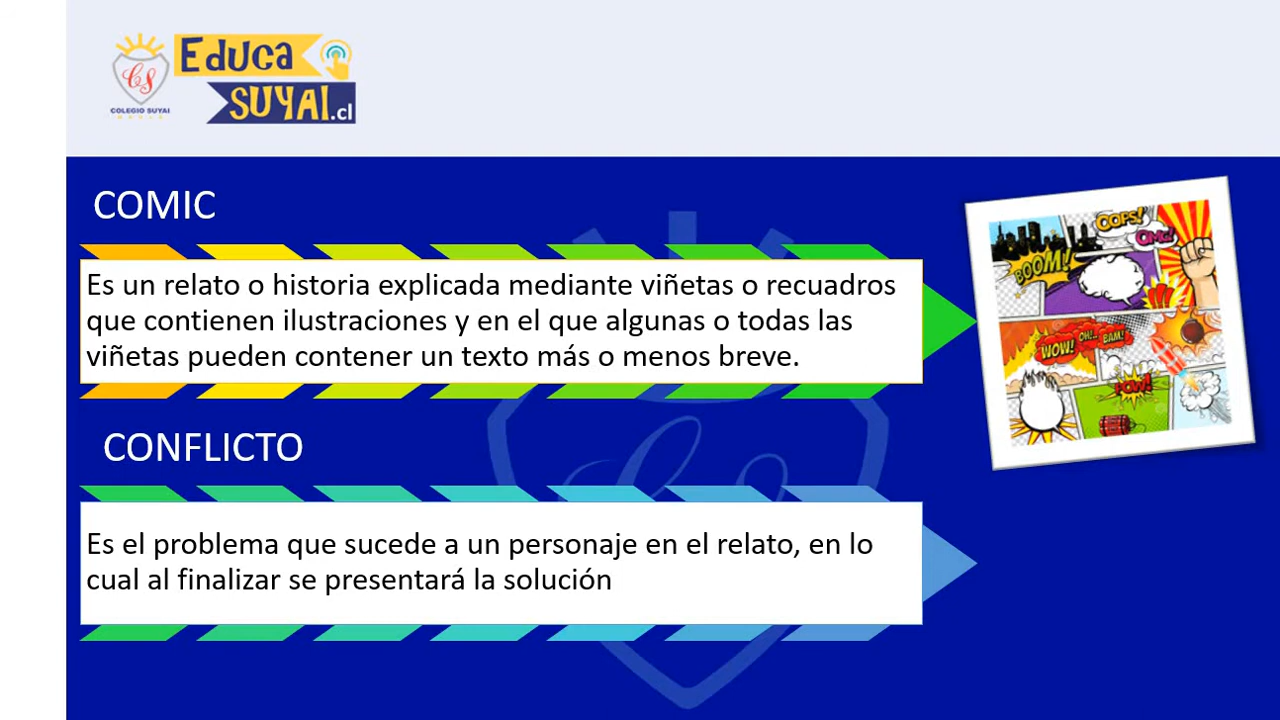 Educa
SUYAI.cl
CS
COLEGIO SUYAI
COMIC
Es un relato o historia explicada mediante viñetas o recuadros
que contienen ilustraciones y en el que algunas o todas las
viñetas pueden contener un texto más o menos breve.
OOPS!
OMG!
BOOM!
WOW!
OH!..
BAM!
POW!
CONFLICTO
Es el problema que sucede a un personaje en el relato, en lo
cual al finalizar se presentará la solución